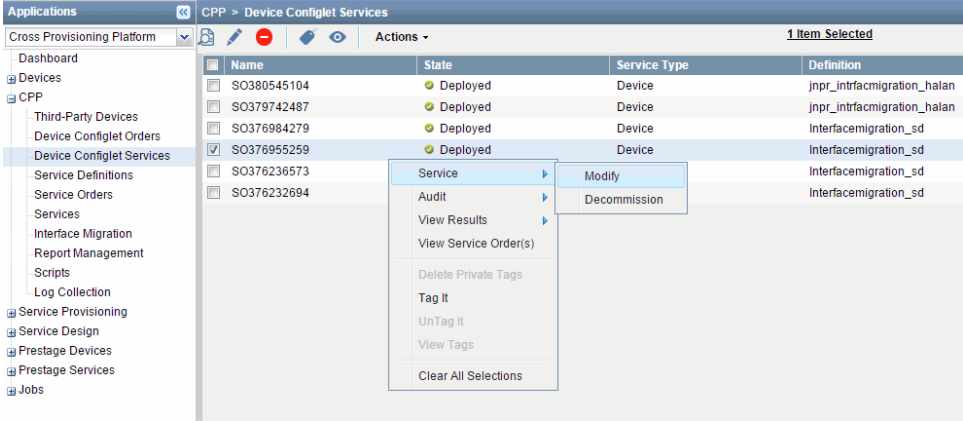 Applications
Cross Provisioning Platform
Dashboard
Devices
CPP
Third-Party Devices
Device Configlet Orders
Device Configlet Services
Service Definitions
Service Orders
Services
Interface Migration
Report Management
Scripts
Log Collection
Service Provisioning
Service Design
Prestage Devices
Prestage Services
Jobs
CPP > Device Configlet Services
Actions
1 Item Selected
Name State Service Type Definition
SO380545104 Deployed Device jnpr_intrfacmigration_halan
SO379742487 Deployed Device jnpr_intrfacmigration_halan
SO376984279 Deployed Device Interfacemigration_sd
SO376955259 Deployed Device Interfacemigration_sd
SO376236573 Interfacemigration_sd
SO376232694 Interfacemigration_sd
Service
Audit
View Results
View Service Order(s)
Delete Private Tags
Tag It
UnTag It
View Tags
Clear All Selections
Modify
Decommission